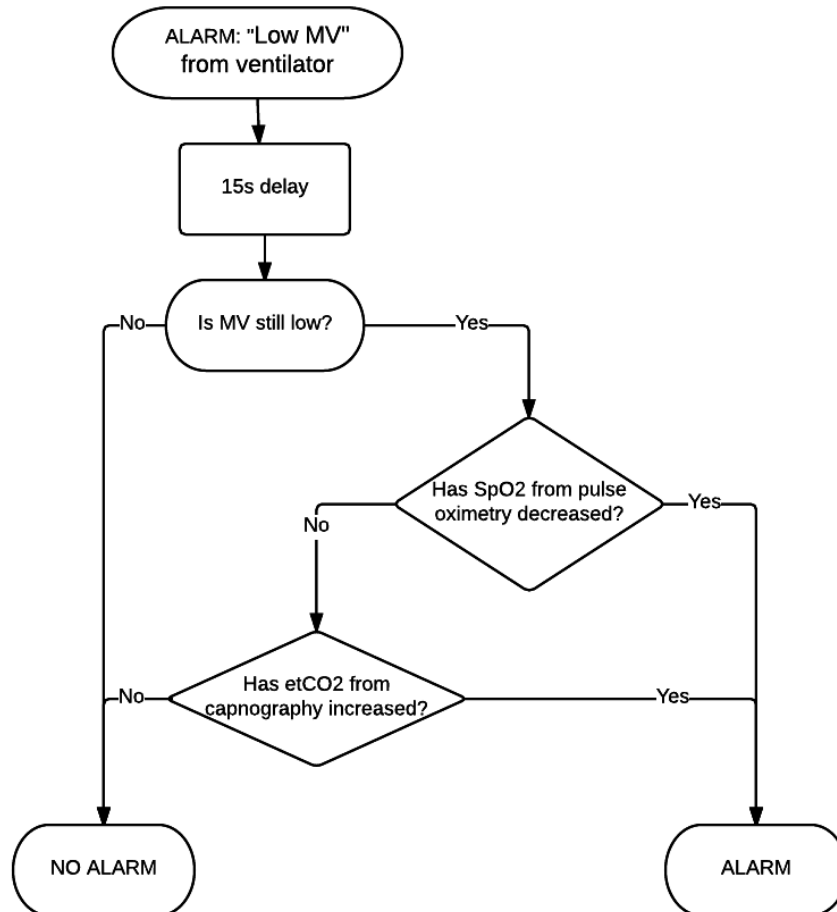 ALARM: "Low MV"
from ventilator
15s delay
Is MV still low?
No
Yes
Has SpO2 from pulse
oximetry decreased?
No
Yes
Has etCO2 from
capnography increased?
No
Yes
NO ALARM
ALARM